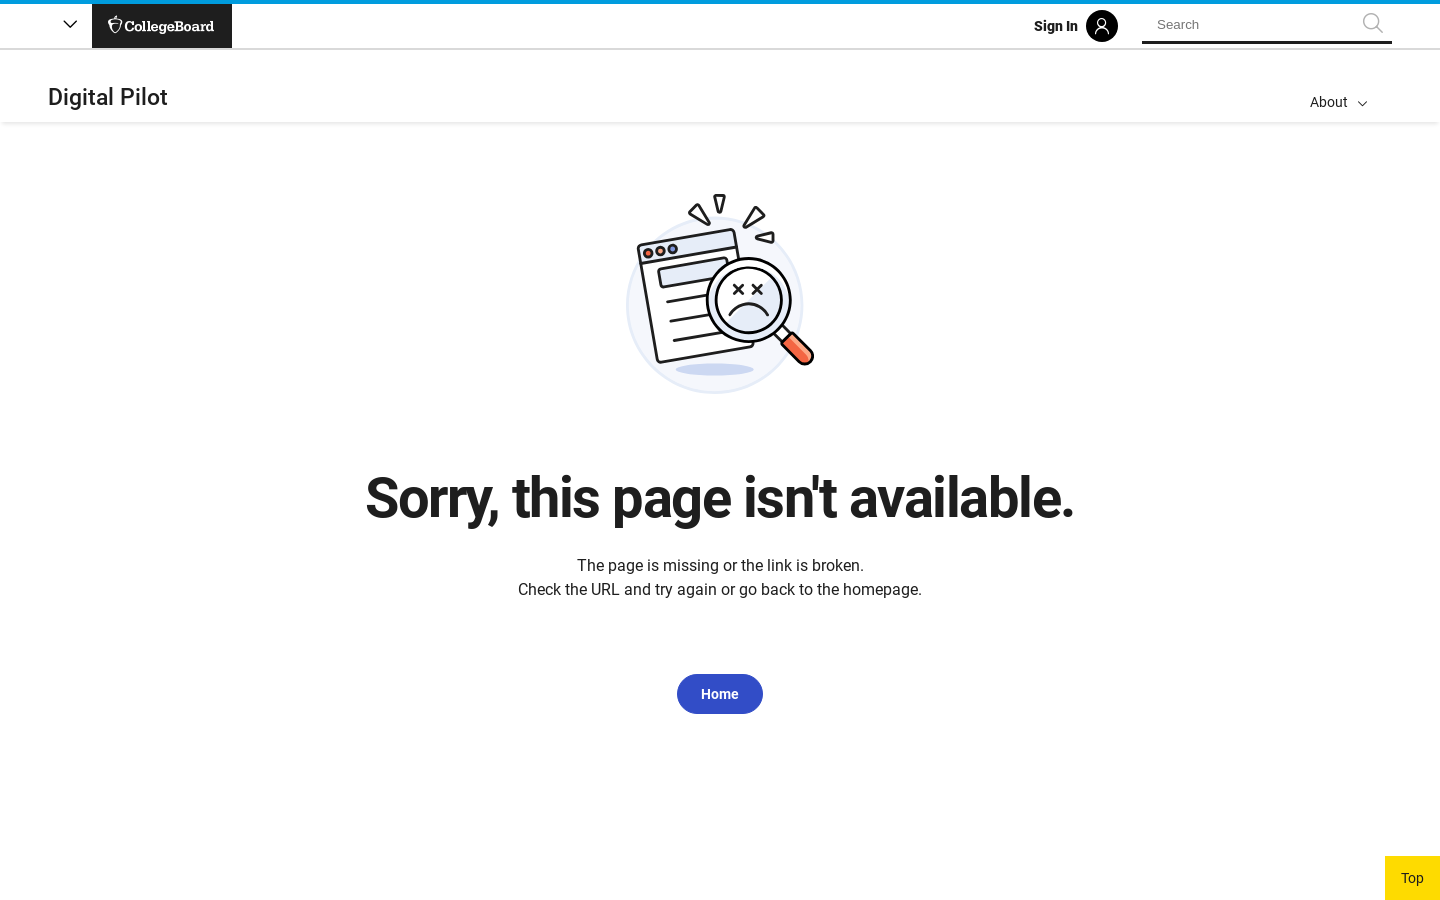 CollegeBoard
Sign In
Search
Digital Pilot
About
Sorry, this page isn't available.
The page is missing or the link is broken.
Check the URL and try again or go back to the homepage.
Home
Top